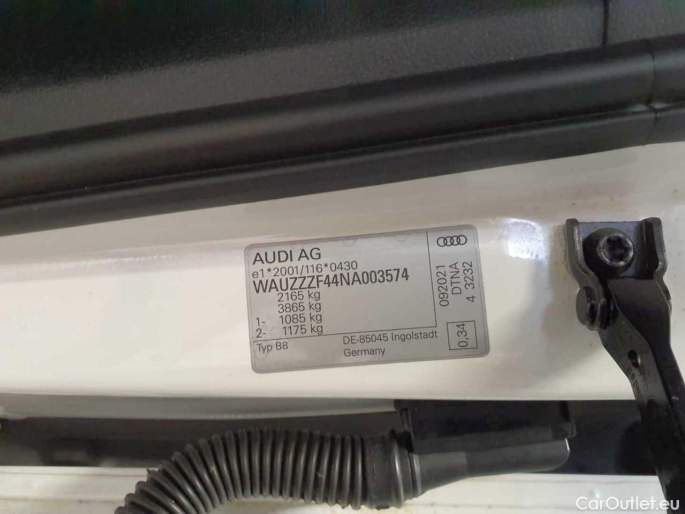 AUDI AG
e1*2001/116*0430
WAUZZZF44NA003574
2165 kg
3865 kg
1- 1085 kg
2- 1175 kg
Typ B8
DE-85045 Ingolstadt
Germany
092021
DTNA
4 3232
0,34
CarOutlet.eu